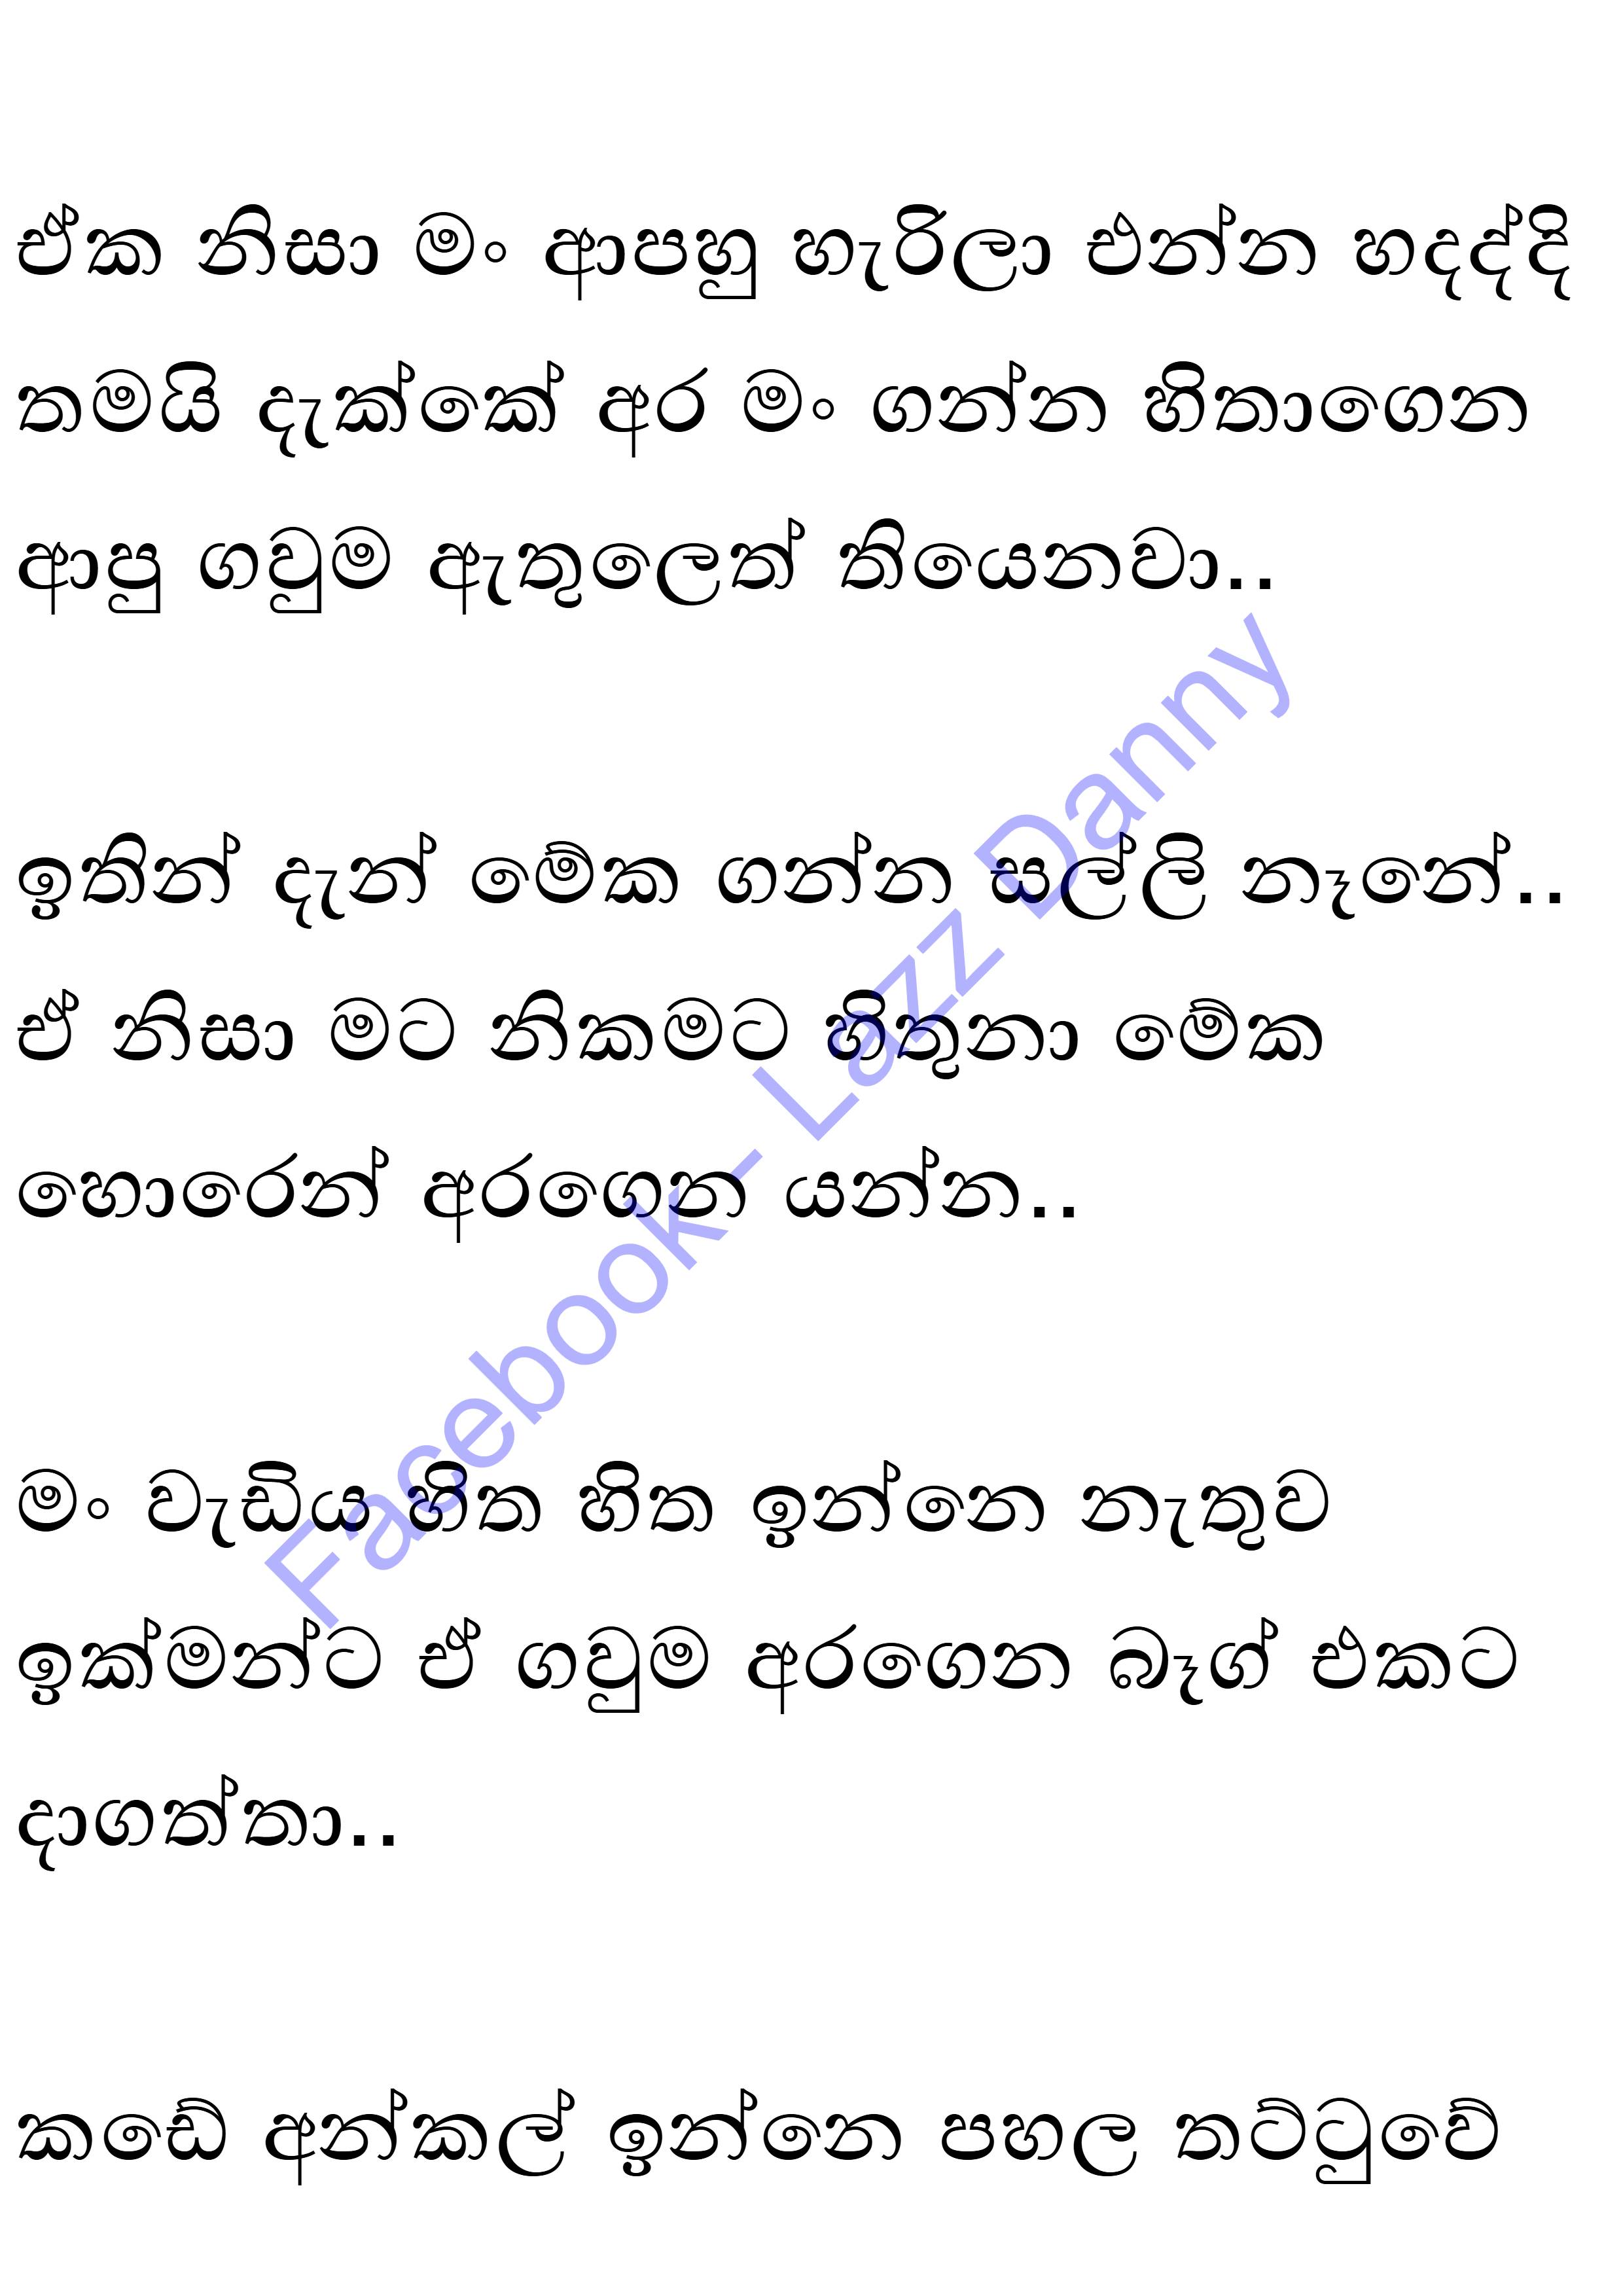 ඒක නිසා මං ආපහු හැරිලා එන්න හදද්දි
තමයි දැක්කේ අර මං ගන්න හිතාගෙන
ආපු ගවුම ඇතුලෙත් තියෙනවා..
ඉතින් දැන් මේක ගන්න සල්ලි නෑනේ..
ඒ නිසා මට නිකමට හිතුනා මේක
හොරෙන් අරගෙන යන්න..
මං වැඩිය හිත හිත ඉන්නෙ නැතුව
ඉක්මන්ට ඒ ගවුම අරගෙන බෑග් එකට
දාගත්තා..
කඩේ අන්කල් ඉන්නෙ පහල තට්ටුවේ
Facebook- Lazz Danny